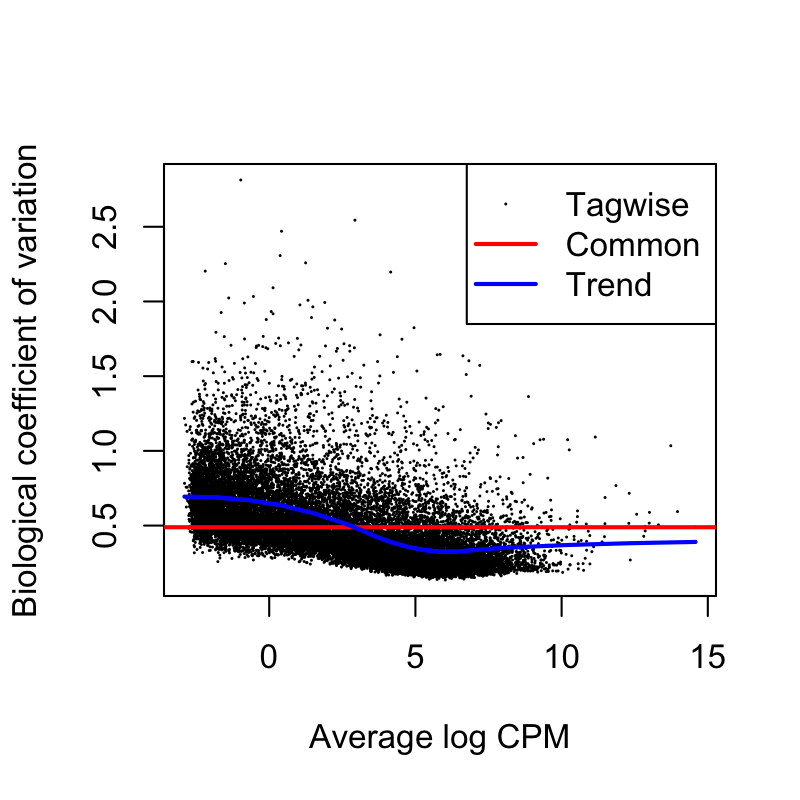 Biological coefficient of variation
2.5
2.0
1.5
1.0
0.5
Tagwise
Common
Trend
0 5 10 15
Average log CPM